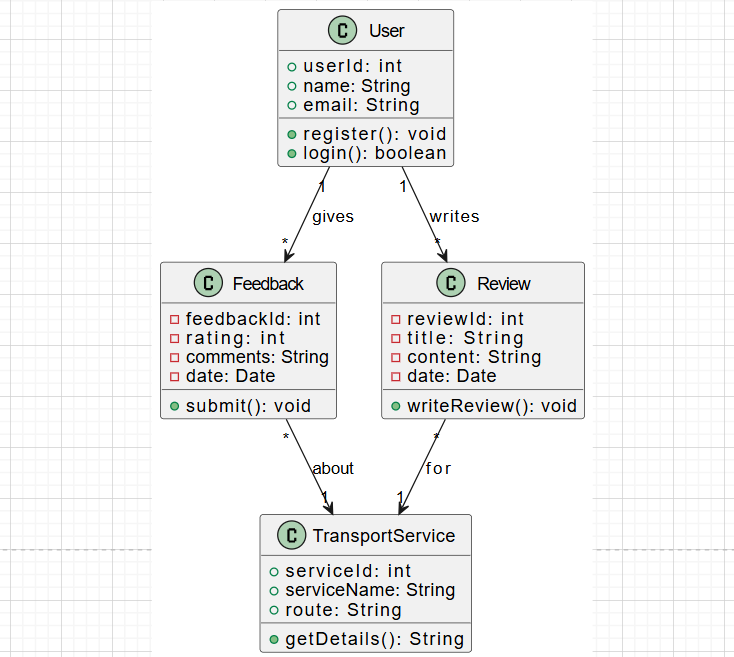 C User
userId: int
name: String
email: String
register(): void
login(): boolean
1 1
gives writes
* *
C Feedback
feedbackId: int
rating: int
comments: String
date: Date
submit(): void
C Review
reviewId: int
title: String
content: String
date: Date
writeReview(): void
* *
about for
1 1
C TransportService
serviceId: int
serviceName: String
route: String
getDetails(): String